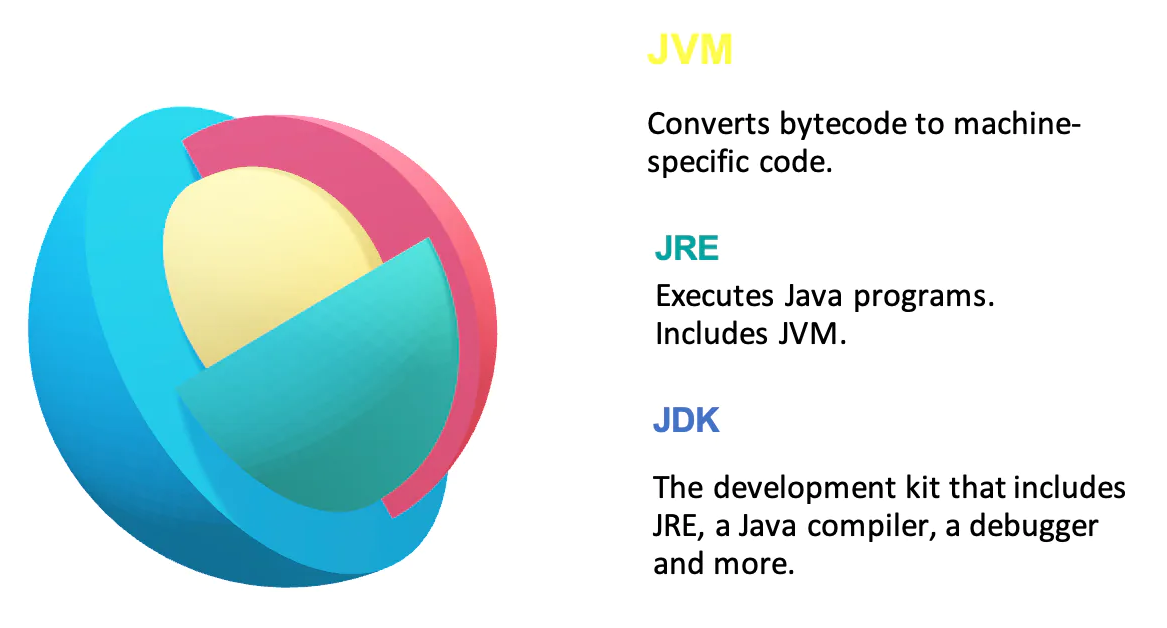 JVM
Converts bytecode to machine-
specific code.
JRE
Executes Java programs.
Includes JVM.
JDK
The development kit that includes
JRE, a Java compiler, a debugger
and more.